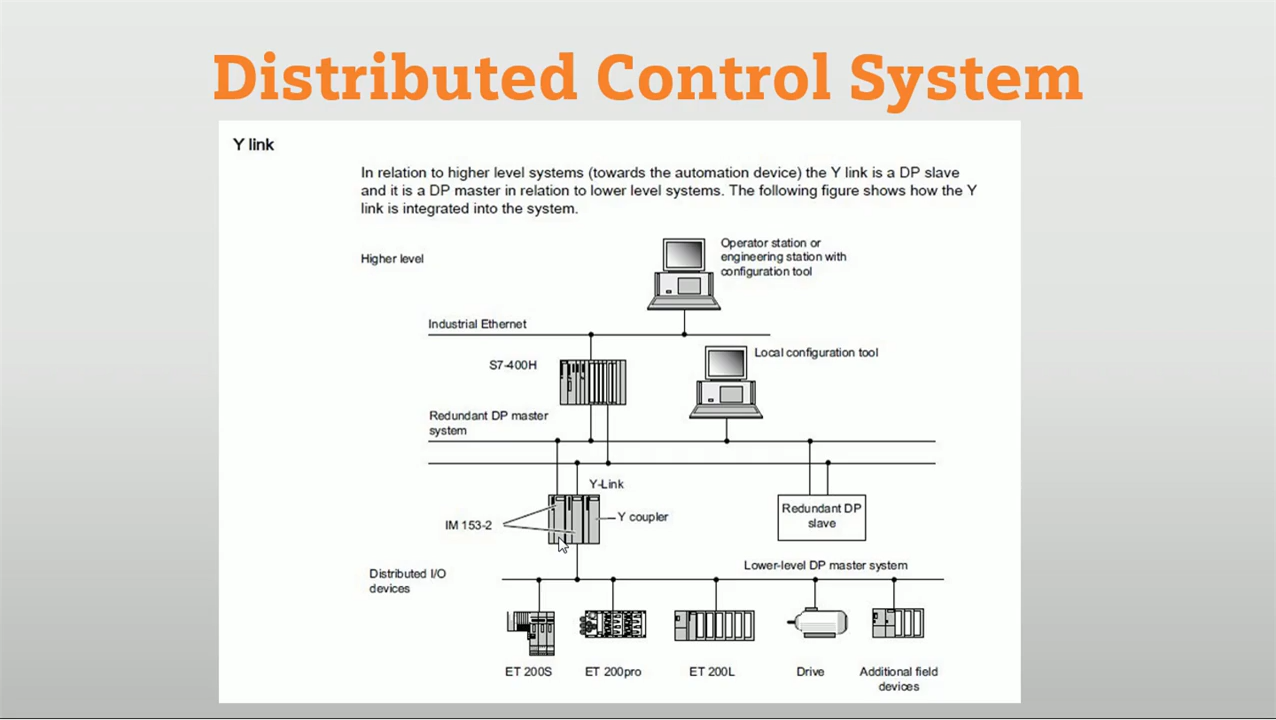 Distributed Control System
Y link
In relation to higher level systems (towards the automation device) the Y link is a DP slave
and it is a DP master in relation to lower level systems. The following figure shows how the Y
link is integrated into the system.
Higher level
Operator station or
engineering station with
configuration tool
Industrial Ethernet
S7-400H
Local configuration tool
Redundant DP master
system
Y-Link
IM 153-2
Y coupler
Redundant DP
slave
Distributed I/O
devices
Lower-level DP master system
ET 200S
ET 200pro
ET 200L
Drive
Additional field
devices